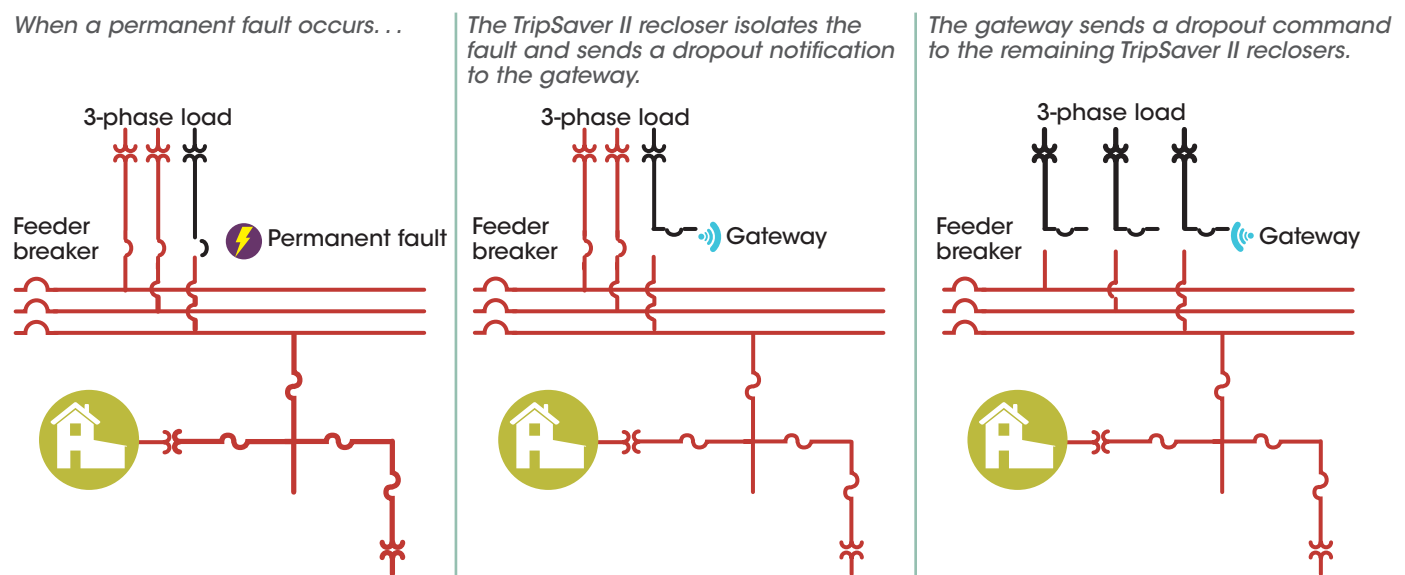 When a permanent fault occurs. . .
3-phase load
Feeder
breaker
Permanent fault
The TripSaver II recloser isolates the
fault and sends a dropout notification
to the gateway.
3-phase load
Feeder
breaker
Gateway
The gateway sends a dropout command
to the remaining TripSaver II reclosers.
3-phase load
Feeder
breaker
Gateway